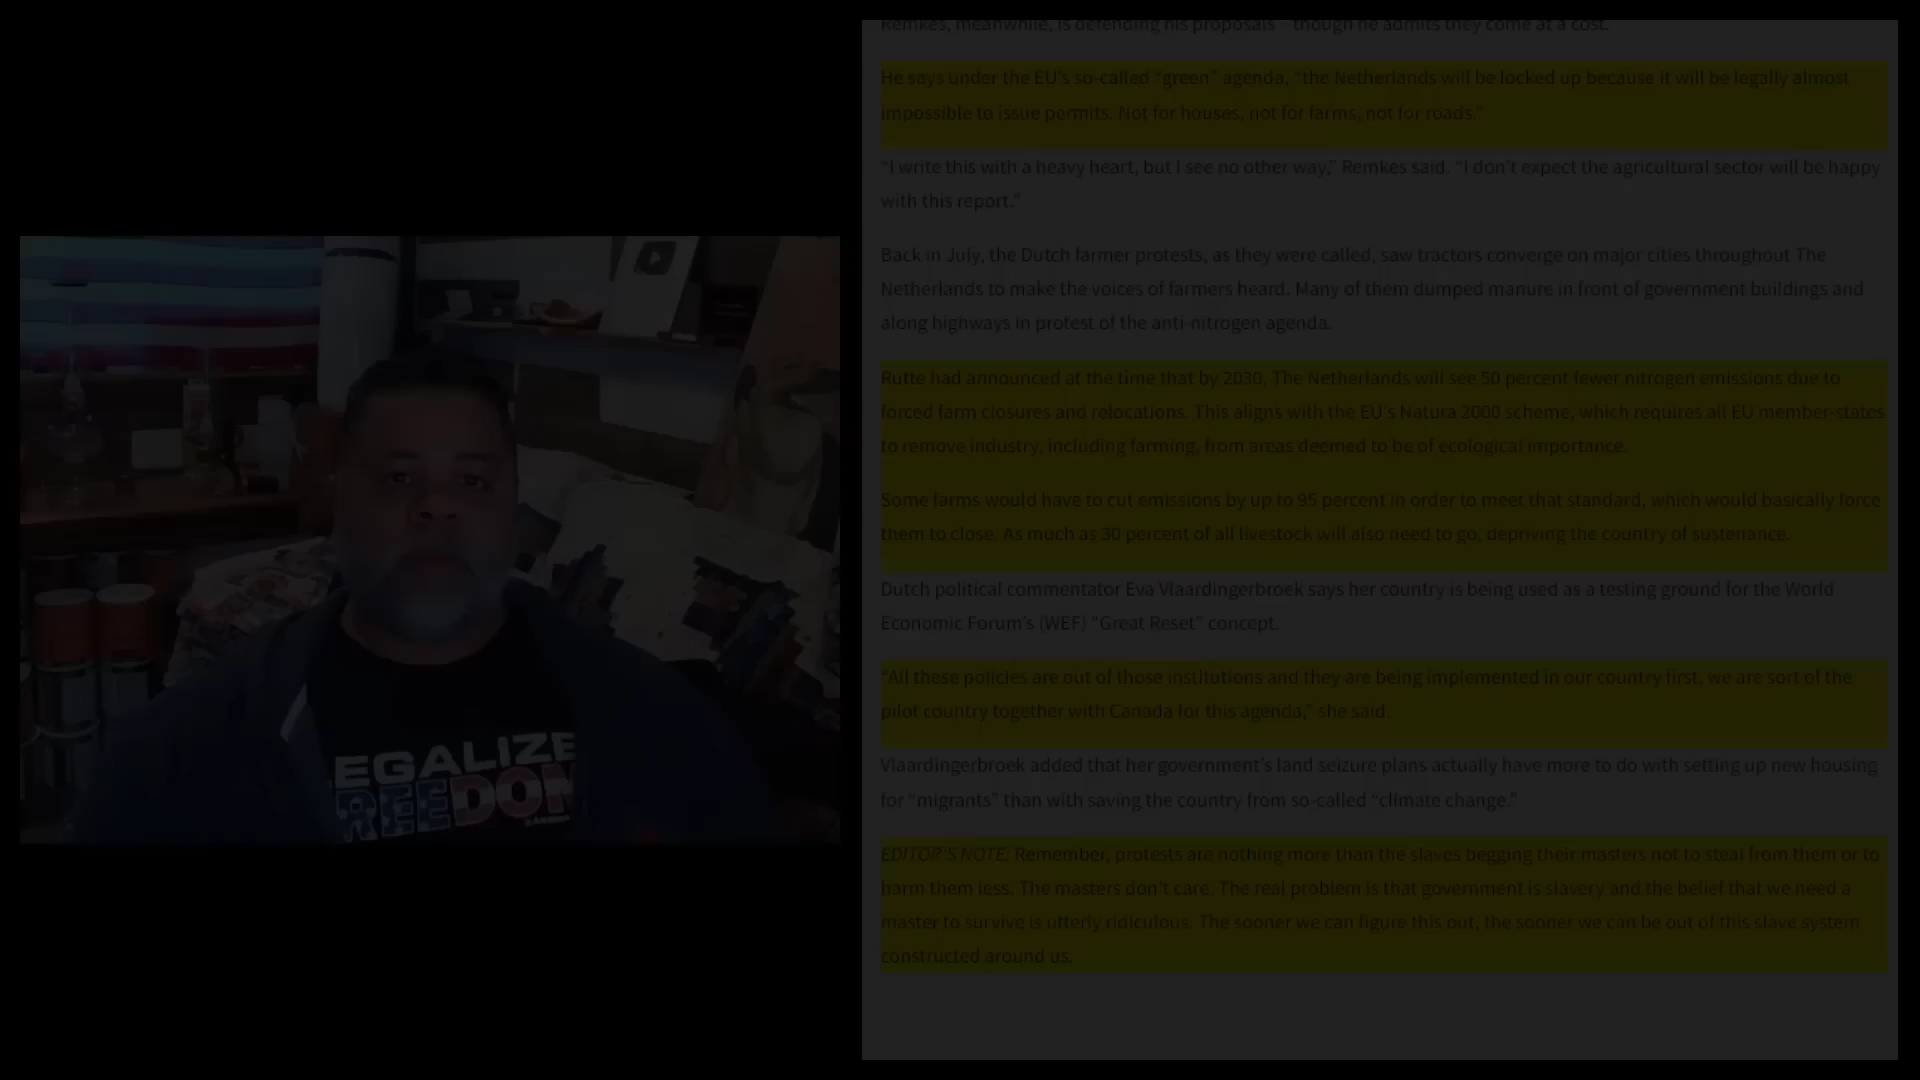 Remkes, meanwhile, is defending his proposals – though he admits they come at a cost.
He says under the EU's so-called “green” agenda, “the Netherlands will be locked up because it will be legally almost
impossible to issue permits. Not for houses, not for farms, not for roads.”
“I write this with a heavy heart, but I see no other way,” Remkes said. “I don't expect the agricultural sector will be happy
with this report.”
Back in July, the Dutch farmer protests, as they were called, saw tractors converge on major cities throughout The
Netherlands to make the voices of farmers heard. Many of them dumped manure in front of government buildings and
along highways in protest of the anti-nitrogen agenda.
Rutte had announced at the time that by 2030, The Netherlands will see 50 percent fewer nitrogen emissions due to
forced farm closures and relocations. This aligns with the EU's Natura 2000 scheme, which requires all EU member-states
to remove industry, including farming, from areas deemed to be of ecological importance.
Some farms would have to cut emissions by up to 95 percent in order to meet that standard, which would basically force
them to close. As much as 30 percent of all livestock will also need to go, depriving the country of sustenance.
Dutch political commentator Eva Vlaardingerbroek says her country is being used as a testing ground for the World
Economic Forum's (WEF) “Great Reset” concept.
“All these policies are out of those institutions and they are being implemented in our country first, we are sort of the
pilot country together with Canada for this agenda,” she said.
Vlaardingerbroek added that her government's land seizure plans actually have more to do with setting up new housing
for “migrants” than with saving the country from so-called “climate change.”
EDITOR'S NOTE: Remember, protests are nothing more than the slaves begging their masters not to steal from them or to
harm them less. The masters don't care. The real problem is that government is slavery and the belief that we need a
master to survive is utterly ridiculous. The sooner we can figure this out, the sooner we can be out of this slave system
constructed around us.
EGALIZE
REEDOM